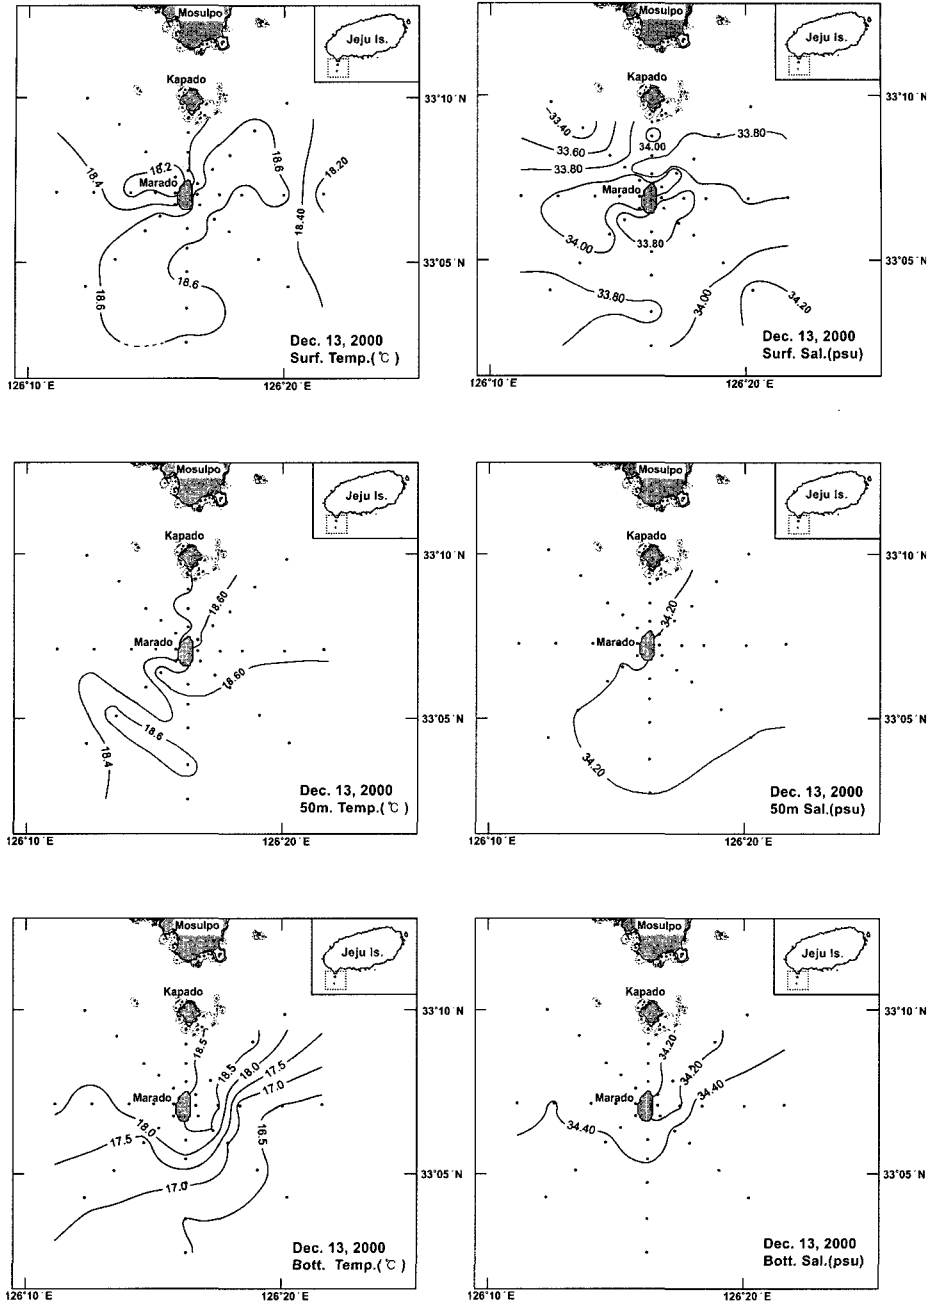 Mosulpo
Jeju Is.
Kapado
33°10´N
18.4
18.2
18.6
18.20
Marado
18.40
33°05´N
18.6
18.6
Dec. 13, 2000
Surf. Temp.(℃)
126°10´E
126°20´E
Mosulpo
Jeju Is.
Kapado
33°10´N
33.40
33.60
34.00
33.80
33.80
Marado
34.00
33.80
33°05´N
33.80
34.00
34.20
Dec. 13, 2000
Surf. Sal.(psu)
126°10´E
126°20´E
Mosulpo
Jeju Is.
Kapado
33°10´N
18.60
Marado
18.60
33°05´N
18.6
18.4
Dec. 13, 2000
50m. Temp.(℃)
126°10´E
126°20´E
Mosulpo
Jeju Is.
Kapado
33°10´N
34.20
Marado
33°05´N
34.20
Dec. 13, 2000
50m Sal.(psu)
126°10´E
126°20´E
Mosulpo
Jeju Is.
Kapado
33°10´N
18.5
18.5
18.0
17.5
17.0
Marado
18.0
17.5
16.5
33°05´N
17.0
Dec. 13, 2000
Bott. Temp.(℃)
126°10´E
126°20´E
Mosulpo
Jeju Is.
Kapado
33°10´N
34.20
34.20
34.40
Marado
34.40
33°05´N
Dec. 13, 2000
Bott. Sal.(psu)
126°10´E
126°20´E